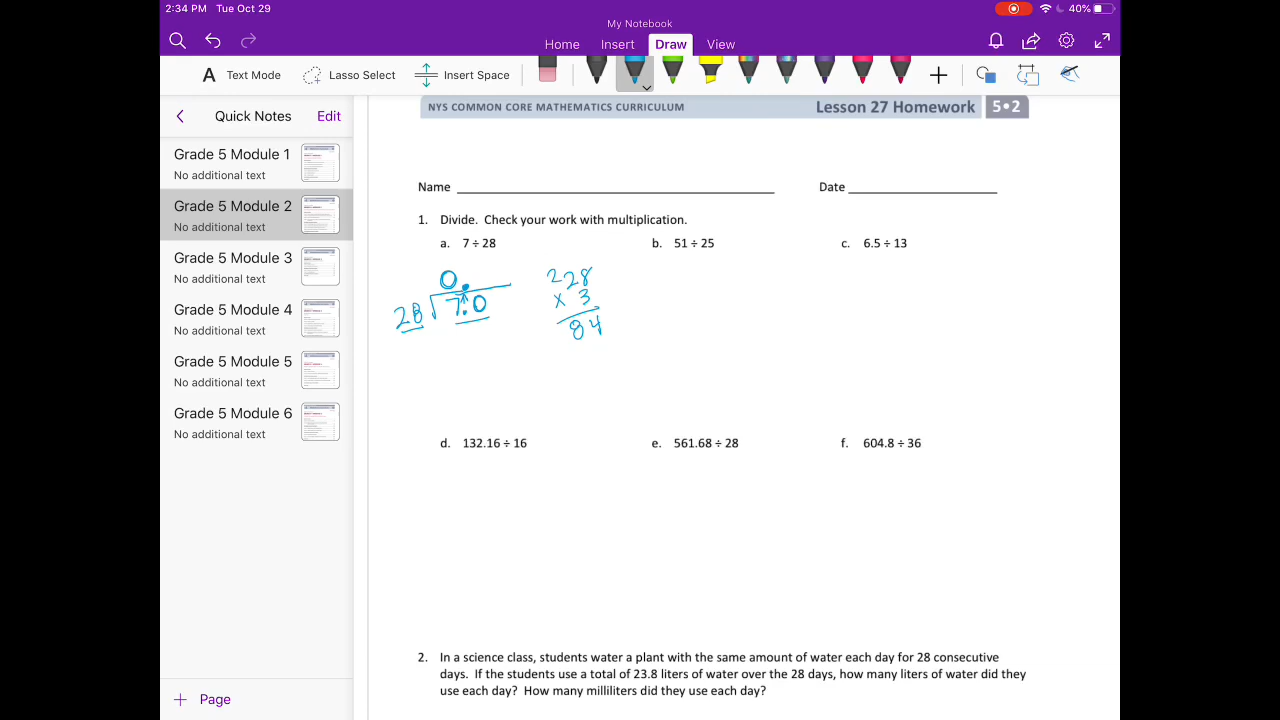 2:34 PM Tue Oct 29
40%
My Notebook
Home Insert Draw View
Text Mode Lasso Select Insert Space
Quick Notes Edit
Grade 5 Module 1
No additional text
Grade 5 Module 2
No additional text
Grade 5 Module 3
No additional text
Grade 5 Module 4
No additional text
Grade 5 Module 5
No additional text
Grade 5 Module 6
No additional text
+ Page
NYS COMMON CORE MATHEMATICS CURRICULUM Lesson 27 Homework 5•2
Name Date
1. Divide. Check your work with multiplication.
a. 7 ÷ 28 b. 51 ÷ 25 c. 6.5 ÷ 13
0.
28 7.0
2 28
x 3
84
d. 132.16 ÷ 16 e. 561.68 ÷ 28 f. 604.8 ÷ 36
2. In a science class, students water a plant with the same amount of water each day for 28 consecutive
days. If the students use a total of 23.8 liters of water over the 28 days, how many liters of water did they
use each day? How many milliliters did they use each day?